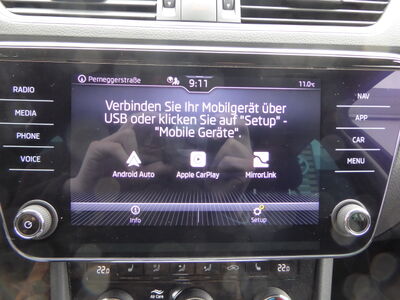 Perneggerstraße
9:11
11.0°C
RADIO
MEDIA
PHONE
VOICE
Verbinden Sie Ihr Mobilgerät über
USB oder klicken Sie auf "Setup" -
"Mobile Geräte".
Android Auto
Apple CarPlay
MirrorLink
Info
Setup
NAV
APP
CAR
MENU
22.0
22.0